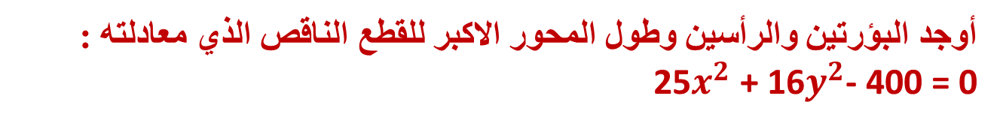 أوجد البؤرتين والرأسين وطول المحور الاكبر للقطع الناقص الذي معادلته :
25𝒙² + 16𝒚²- 400 = 0